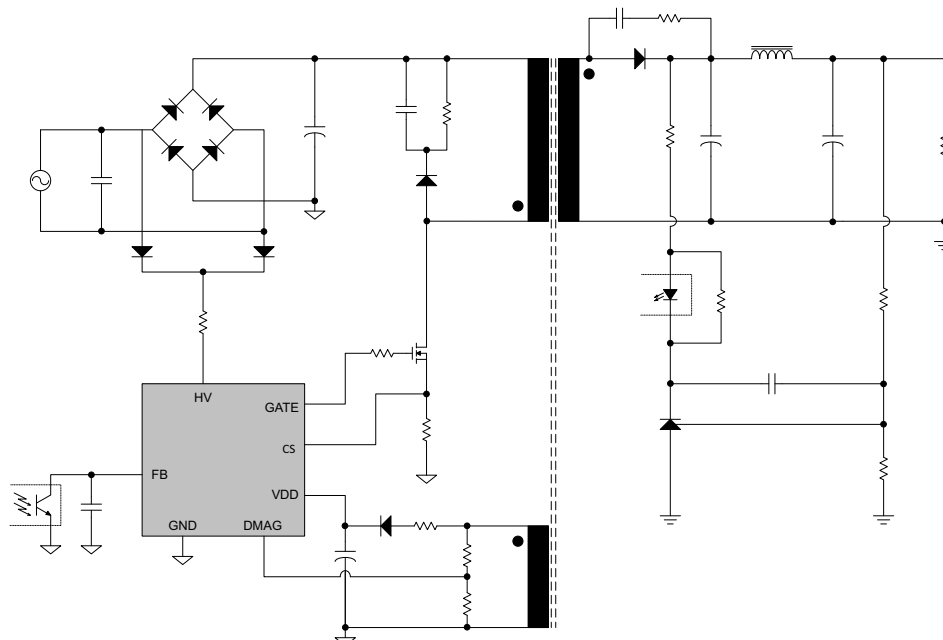 HV
GATE
CS
FB
VDD
GND DMAG